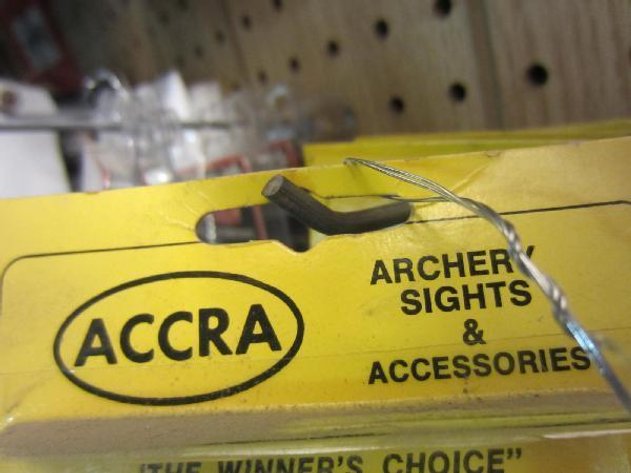 ACCRA
ARCHERY
SIGHTS
&
ACCESSORIES
"THE WINNER'S CHOICE"